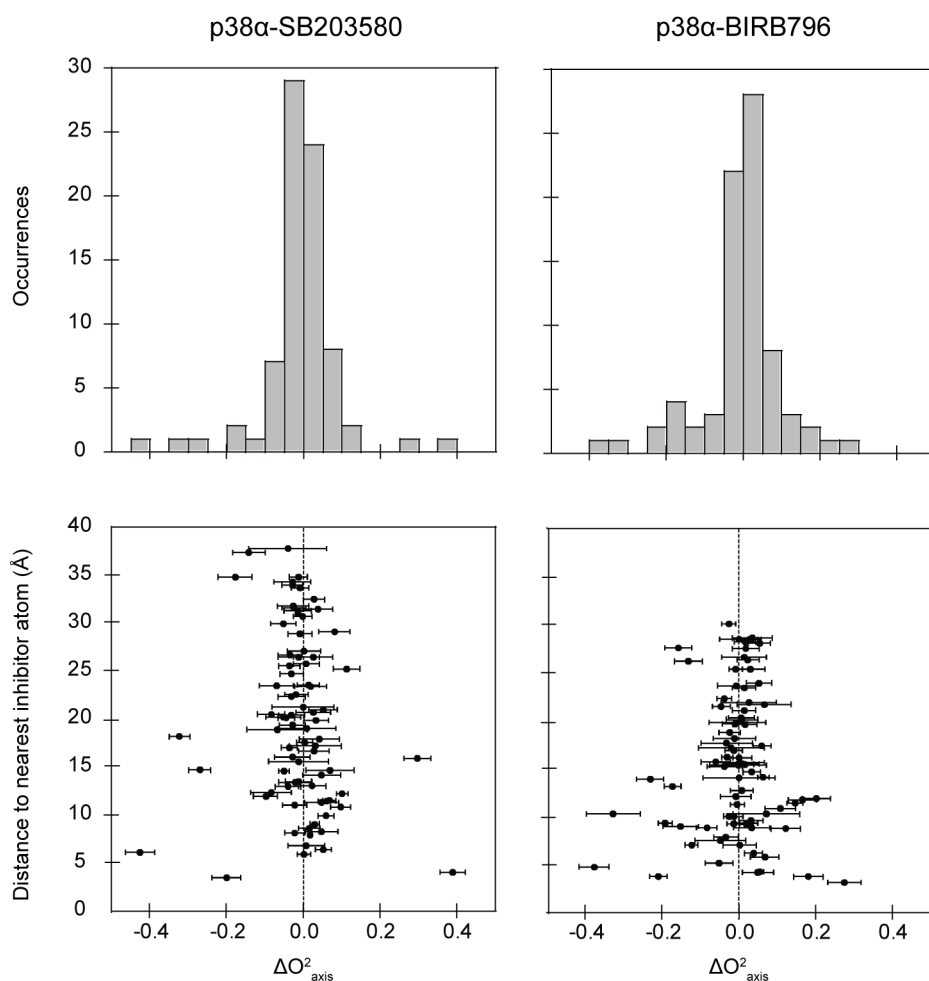 p38α-SB203580
p38α-BIRB796
Occurrences
30
25
20
15
10
5
0
Distance to nearest inhibitor atom (Å)
40
35
30
25
20
15
10
5
0
-0.4 -0.2 0.0 0.2 0.4
-0.4 -0.2 0.0 0.2 0.4
ΔO²axis
ΔO²axis